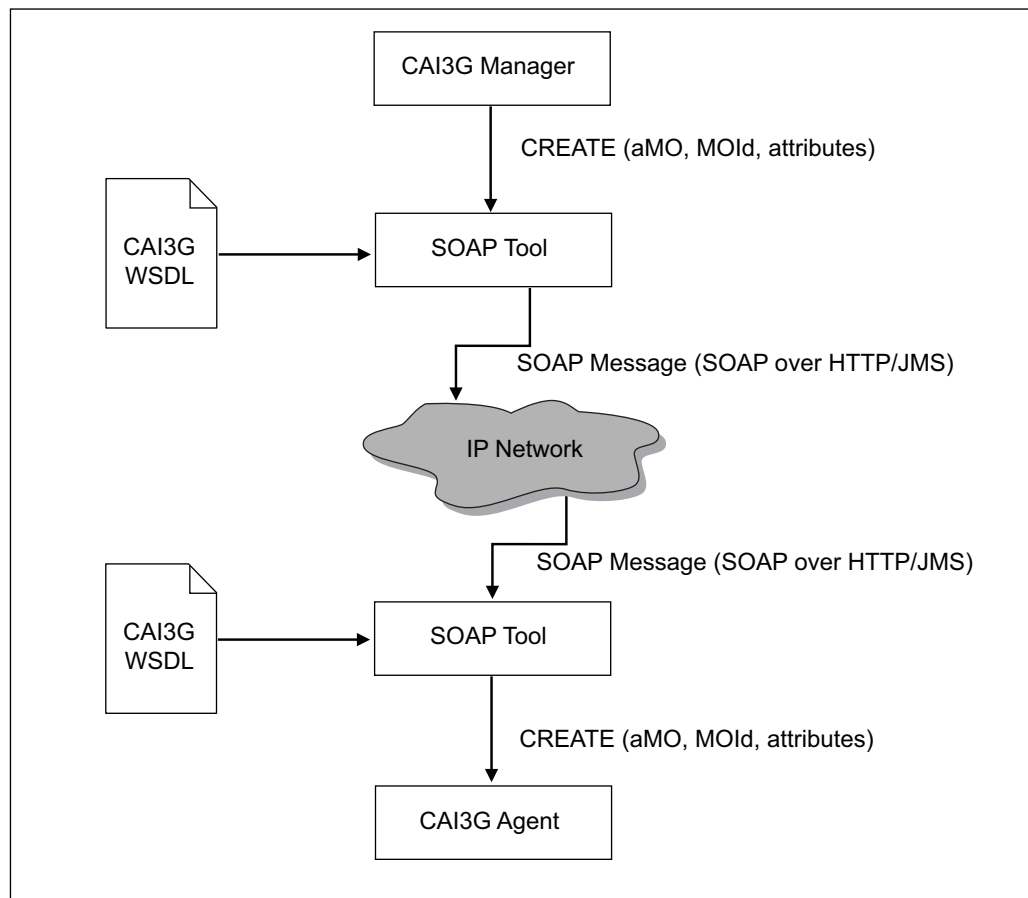 CAI3G Manager
CREATE (aMO, MOId, attributes)
CAI3G
WSDL
SOAP Tool
SOAP Message (SOAP over HTTP/JMS)
IP Network
SOAP Message (SOAP over HTTP/JMS)
CAI3G
WSDL
SOAP Tool
CREATE (aMO, MOId, attributes)
CAI3G Agent